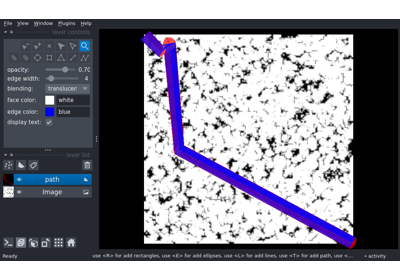 File View Window Plugins Help
layer controls
opacity: 0.70
edge width: 4
blending: translucen
face color: white
edge color: blue
display text:
layer list
path
Image
Ready use <R> for add rectangles, use <E> for add ellipses, use <L> for add lines, use <T> for add path, use <... activity